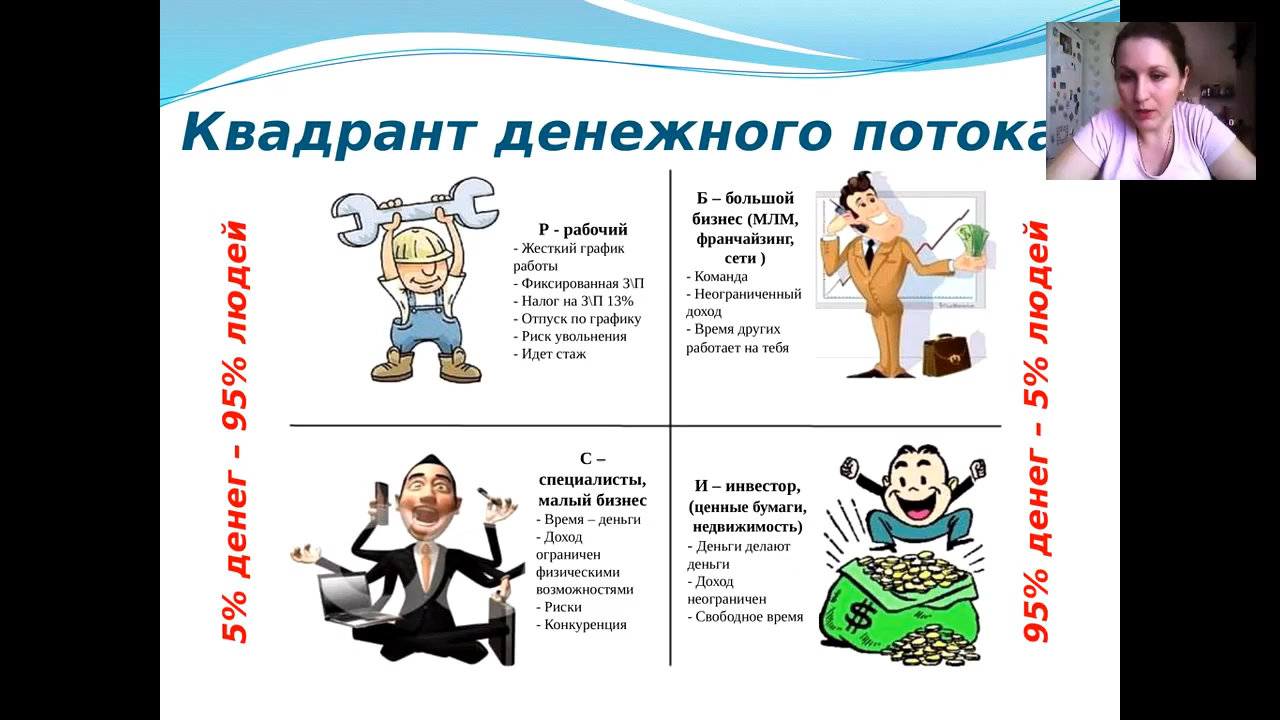 Квадрант денежного потока
5% денег – 95% людей
Р - рабочий
- Жесткий график
работы
- Фиксированная З\П
- Налог на З\П 13%
- Отпуск по графику
- Риск увольнения
- Идет стаж
Б – большой
бизнес (МЛМ,
франчайзинг,
сети )
- Команда
- Неограниченный
доход
- Время других
работает на тебя
С –
специалисты,
малый бизнес
- Время – деньги
- Доход
ограничен
физическими
возможностями
- Риски
- Конкуренция
И – инвестор,
(ценные бумаги,
недвижимость)
- Деньги делают
деньги
- Доход
неограничен
- Свободное время
$
95% денег – 5% людей